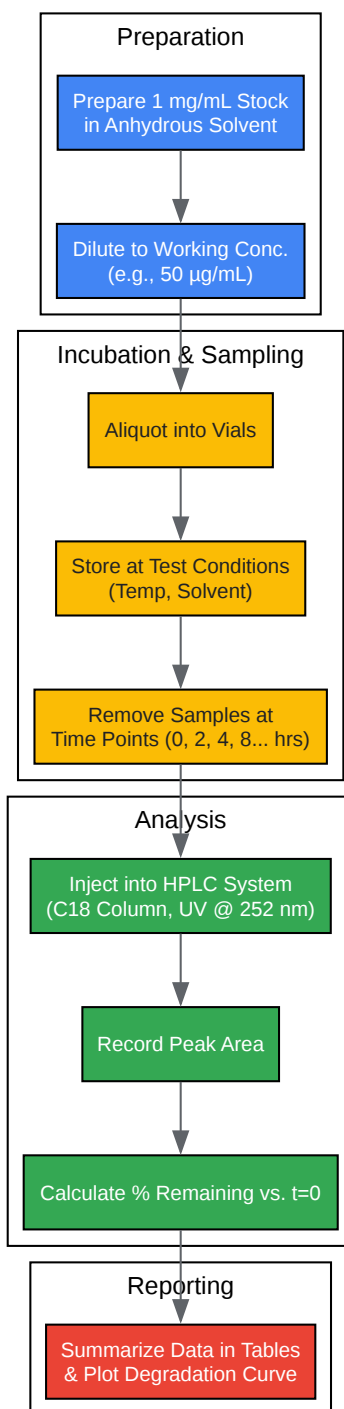 Preparation
Prepare 1 mg/mL Stock
in Anhydrous Solvent
Dilute to Working Conc.
(e.g., 50 µg/mL)
Incubation & Sampling
Aliquot into Vials
Store at Test Conditions
(Temp, Solvent)
Remove Samples at
Time Points (0, 2, 4, 8... hrs)
Analysis
Inject into HPLC System
(C18 Column, UV @ 252 nm)
Record Peak Area
Calculate % Remaining vs. t=0
Reporting
Summarize Data in Tables
& Plot Degradation Curve